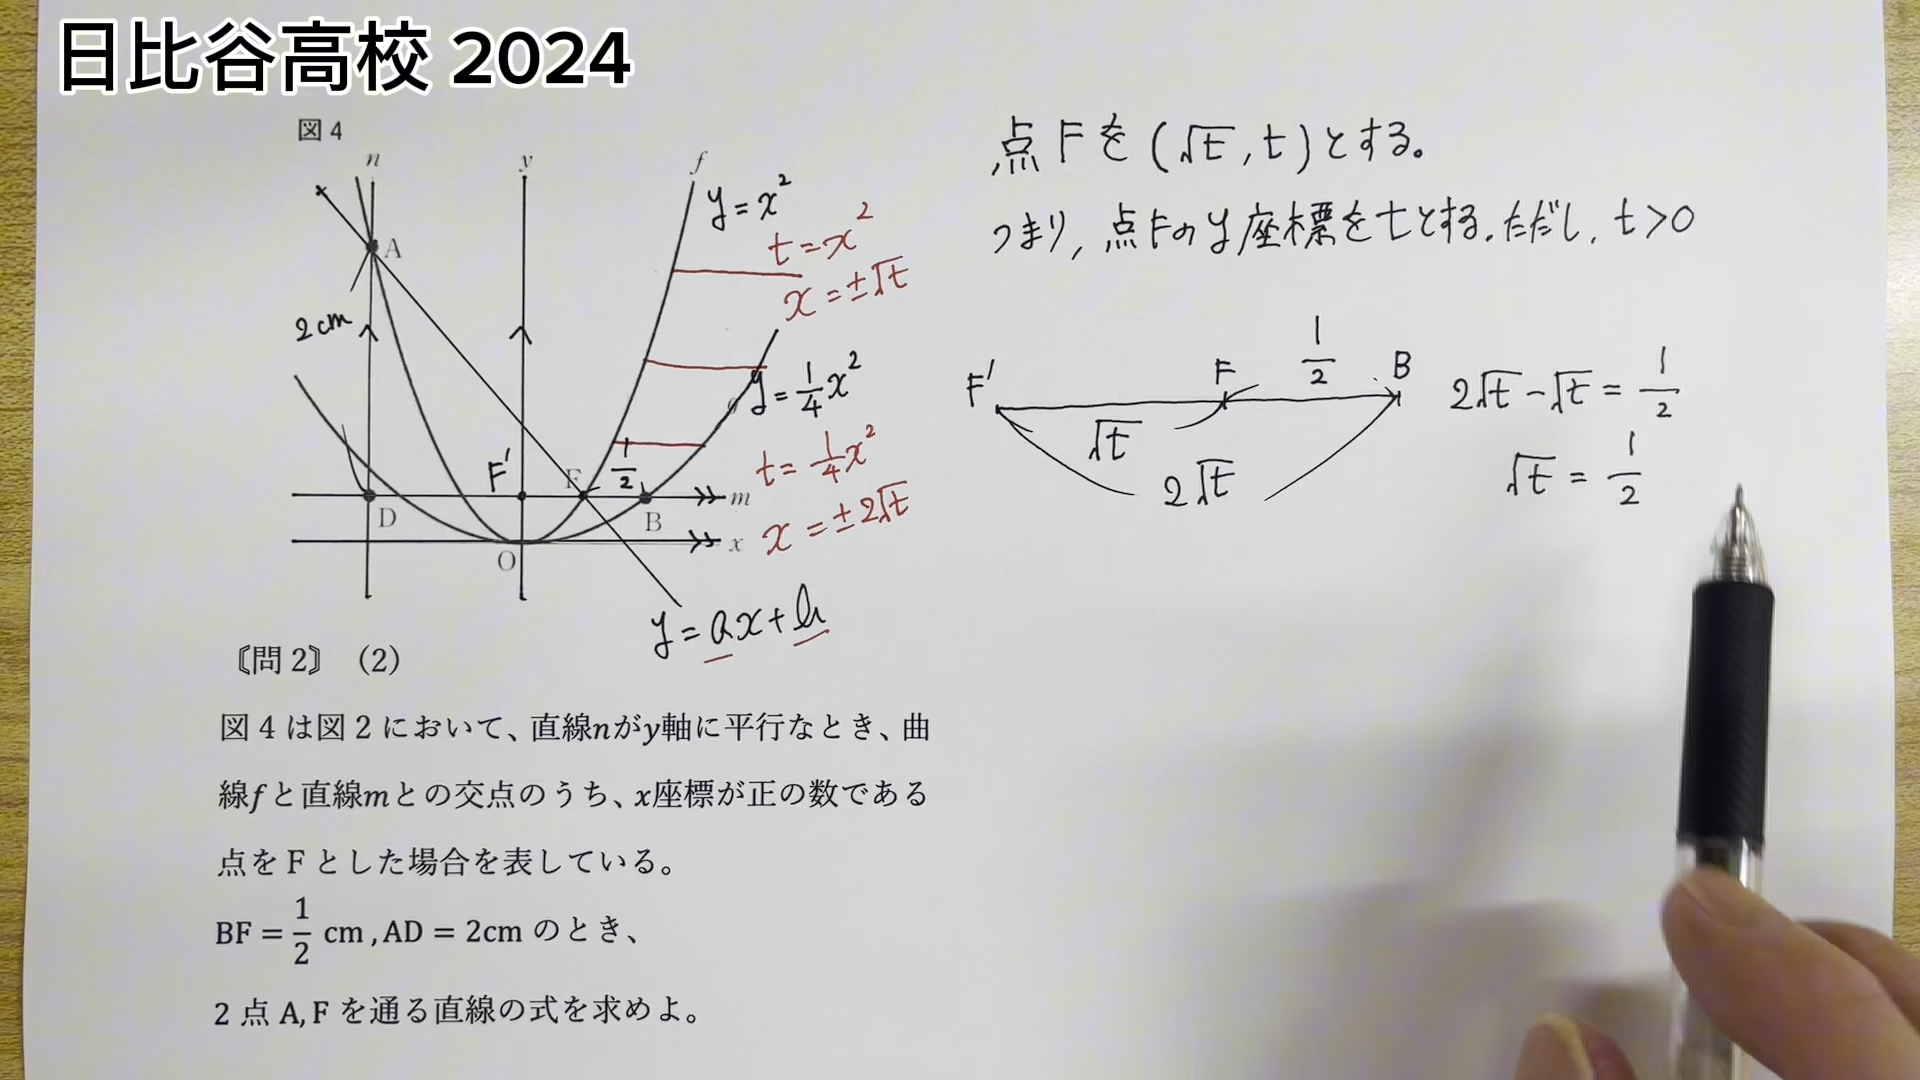 日比谷高校 2024
図4
n
y
f
y=x²
t=x²
x=±√t
A
2cm
y=1/4x²
t=1/4x²
x=±2√t
F'
F
1/2
m
D
B
x
O
y=ax+b
〘問2〙(2)
図4は図2において、直線nがy軸に平行なとき、曲
線fと直線mとの交点のうち、x座標が正の数である
点をFとした場合を表している。
BF=1/2 cm,AD=2cmのとき、
2点A,Fを通る直線の式を求めよ。
点Fを(√t,t)とする。
つまり,点Fのy座標をtとする.ただし,t>0
F'
F
1/2
B
√t
2√t
2√t-√t=1/2
√t=1/2